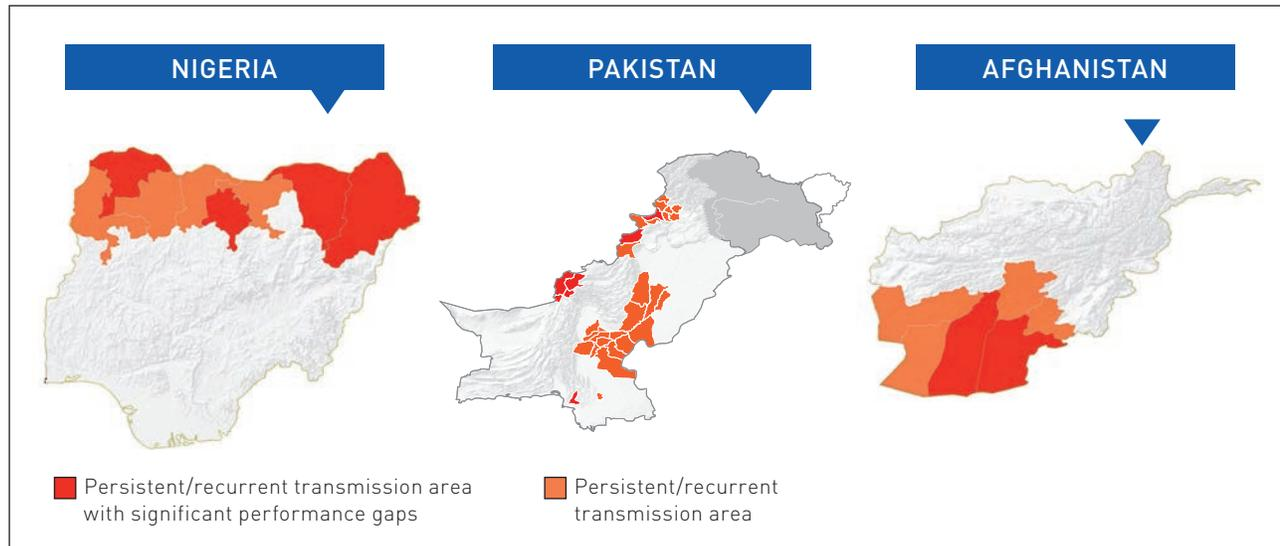 NIGERIA
PAKISTAN
AFGHANISTAN
Persistent/recurrent transmission area
with significant performance gaps
Persistent/recurrent
transmission area